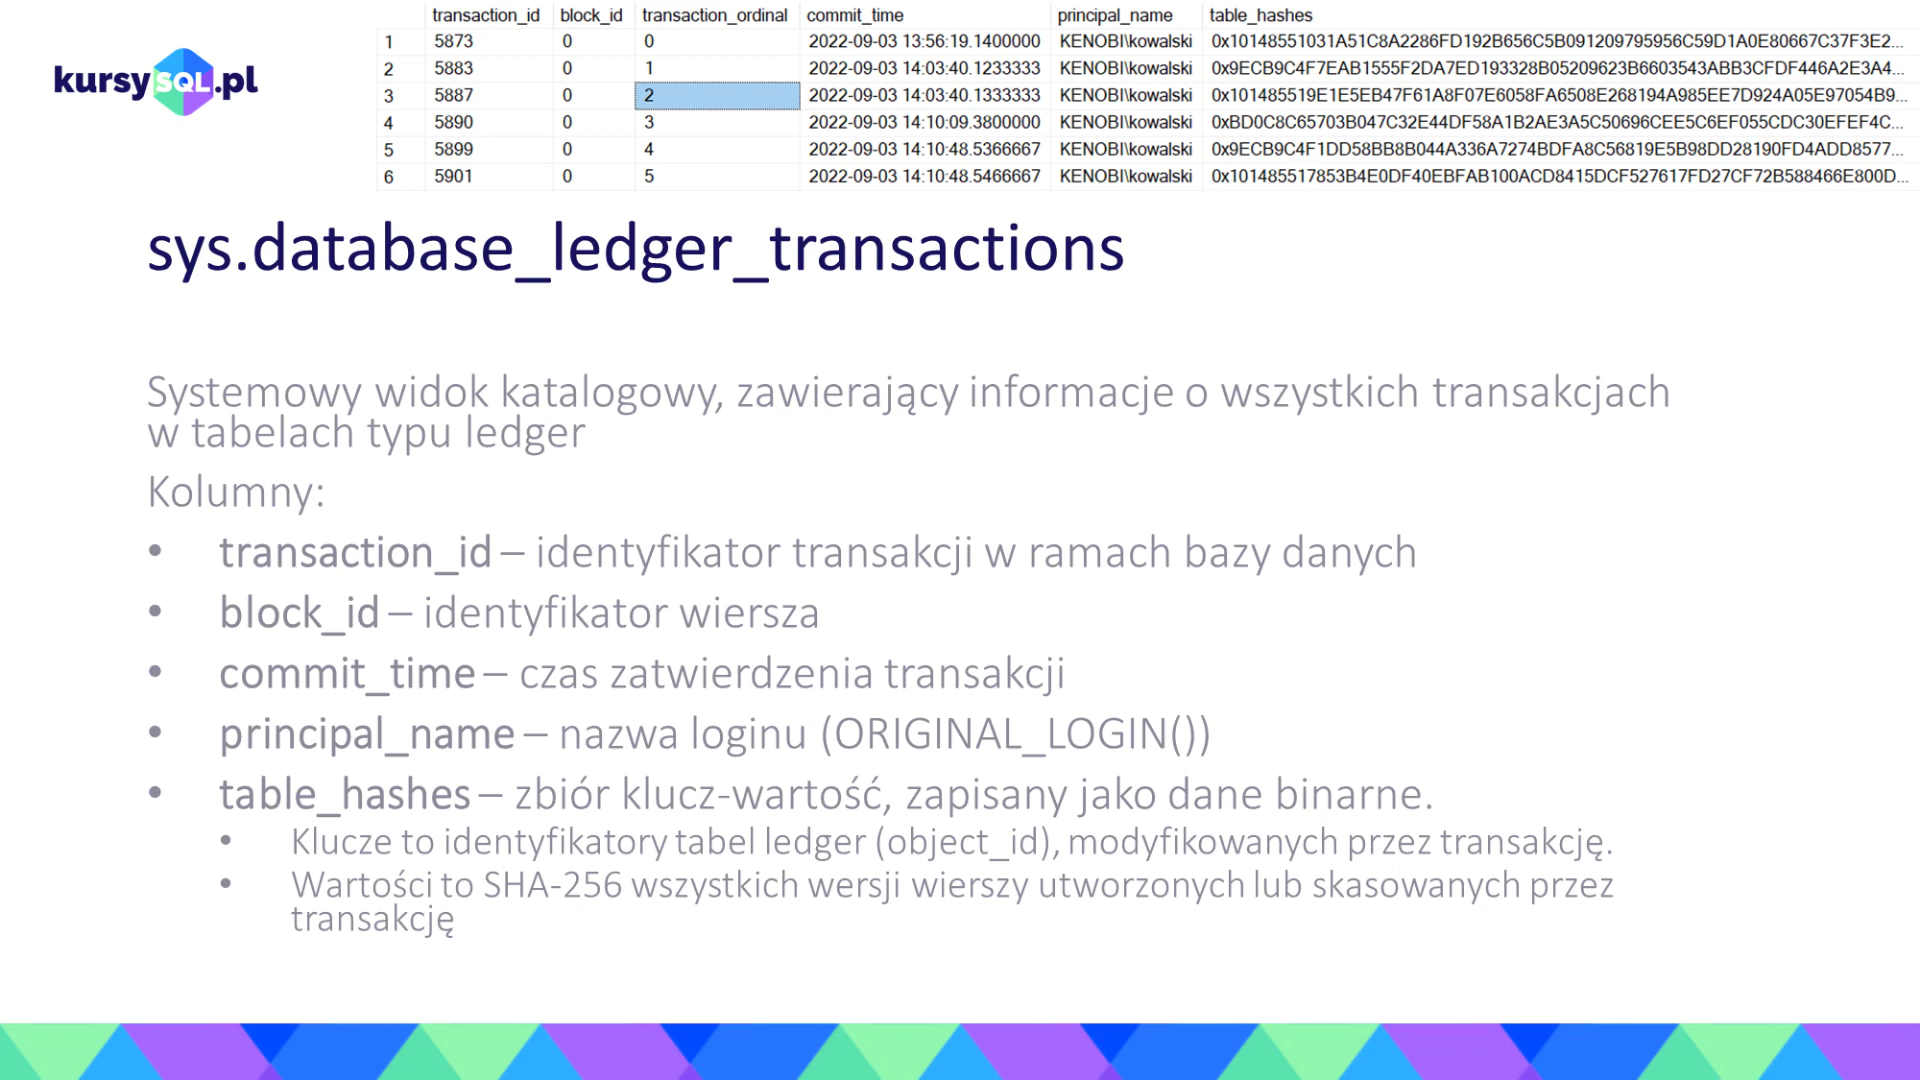 kursySQL.pl
transaction_id block_id transaction_ordinal commit_time principal_name table_hashes
1 5873 0 0 2022-09-03 13:56:19.1400000 KENOBI\kowalski 0x10148551031A51C8A2286FD192B656C5B091209795956C59D1A0E80667C37F3E2...
2 5883 0 1 2022-09-03 14:03:40.1233333 KENOBI\kowalski 0x9ECB9C4F7EAB1555F2DA7ED193328B05209623B6603543ABB3CFDF446A2E3A4...
3 5887 0 2 2022-09-03 14:03:40.1333333 KENOBI\kowalski 0x101485519E1E5EB47F61A8F07E6058FA6508E268194A985EE7D924A05E97054B9...
4 5890 0 3 2022-09-03 14:10:09.3800000 KENOBI\kowalski 0xBD0C8C65703B047C32E44DF58A1B2AE3A5C50696CEE5C6EF055CDC30EFEF4C...
5 5899 0 4 2022-09-03 14:10:48.5366667 KENOBI\kowalski 0x9ECB9C4F1DD58BB8B044A336A7274BDFA8C56819E5B98DD28190FD4ADD8577...
6 5901 0 5 2022-09-03 14:10:48.5466667 KENOBI\kowalski 0x101485517853B4E0DF40EBFAB100ACD8415DCF527617FD27CF72B588466E800D...
sys.database_ledger_transactions
Systemowy widok katalogowy, zawierający informacje o wszystkich transakcjach
w tabelach typu ledger
Kolumny:
• transaction_id – identyfikator transakcji w ramach bazy danych
• block_id – identyfikator wiersza
• commit_time – czas zatwierdzenia transakcji
• principal_name – nazwa loginu (ORIGINAL_LOGIN())
• table_hashes – zbiór klucz-wartość, zapisany jako dane binarne.
• Klucze to identyfikatory tabel ledger (object_id), modyfikowanych przez transakcję.
• Wartości to SHA-256 wszystkich wersji wierszy utworzonych lub skasowanych przez
transakcję